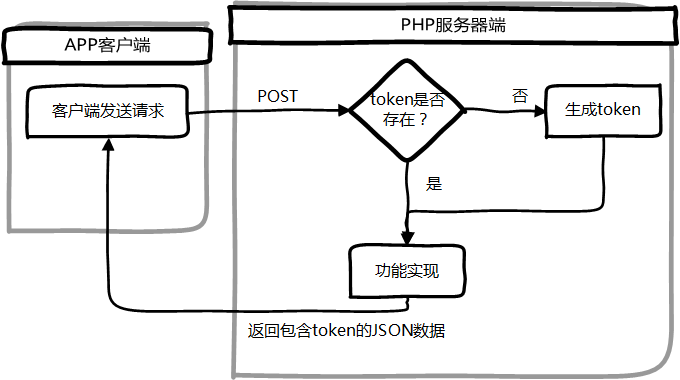 APP客户端
PHP服务器端
客户端发送请求
POST
token是否
存在？
否
生成token
是
功能实现
返回包含token的JSON数据